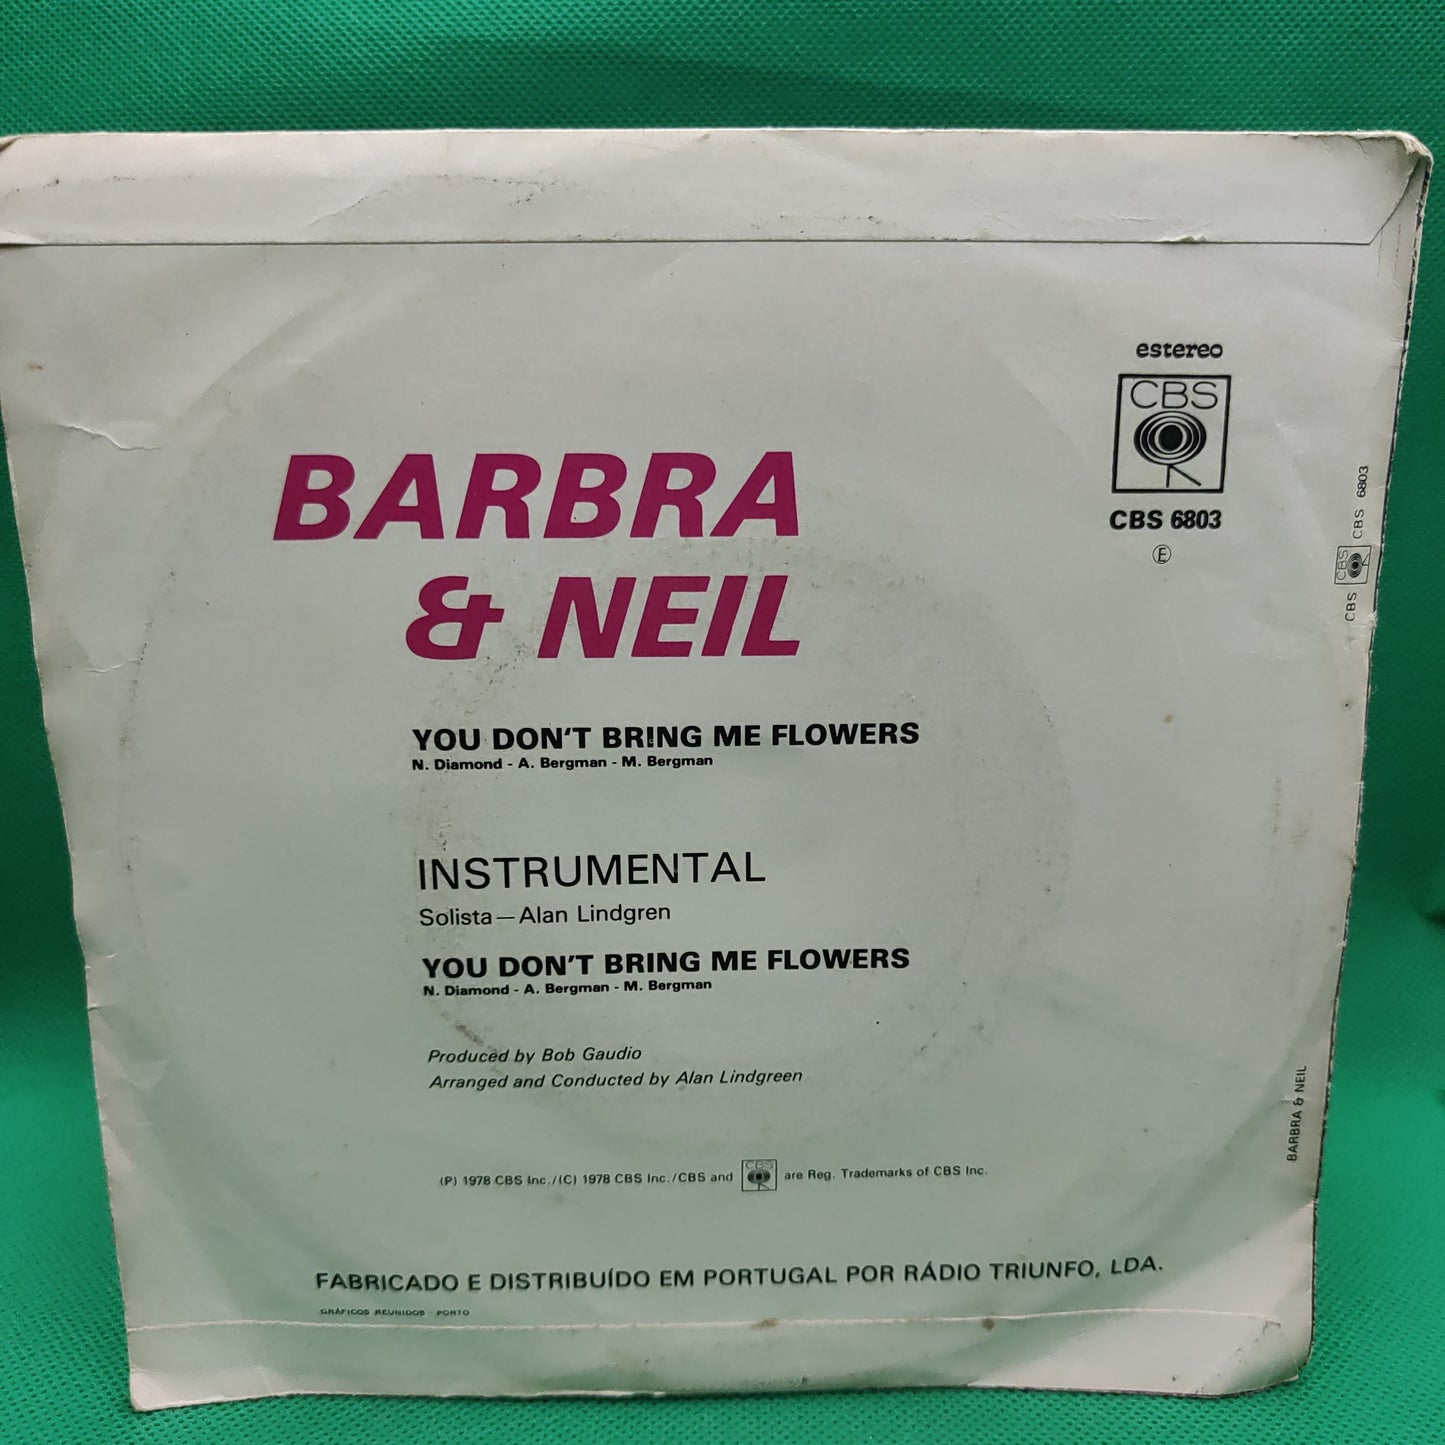 estereo
CBS
CBS 6803
Ⓔ
BARBRA
& NEIL
YOU DON'T BRING ME FLOWERS
N. Diamond - A. Bergman - M. Bergman
INSTRUMENTAL
Solista — Alan Lindgren
YOU DON'T BRING ME FLOWERS
N. Diamond - A. Bergman - M. Bergman
Produced by Bob Gaudio
Arranged and Conducted by Alan Lindgreen
(P) 1978 CBS Inc./(C) 1978 CBS Inc./CBS and CBS are Reg. Trademarks of CBS Inc.
FABRICADO E DISTRIBUÍDO EM PORTUGAL POR RÁDIO TRIUNFO, LDA.
GRÁFICOS REUNIDOS - PORTO
CBS CBS CBS 6803
BARBRA & NEIL